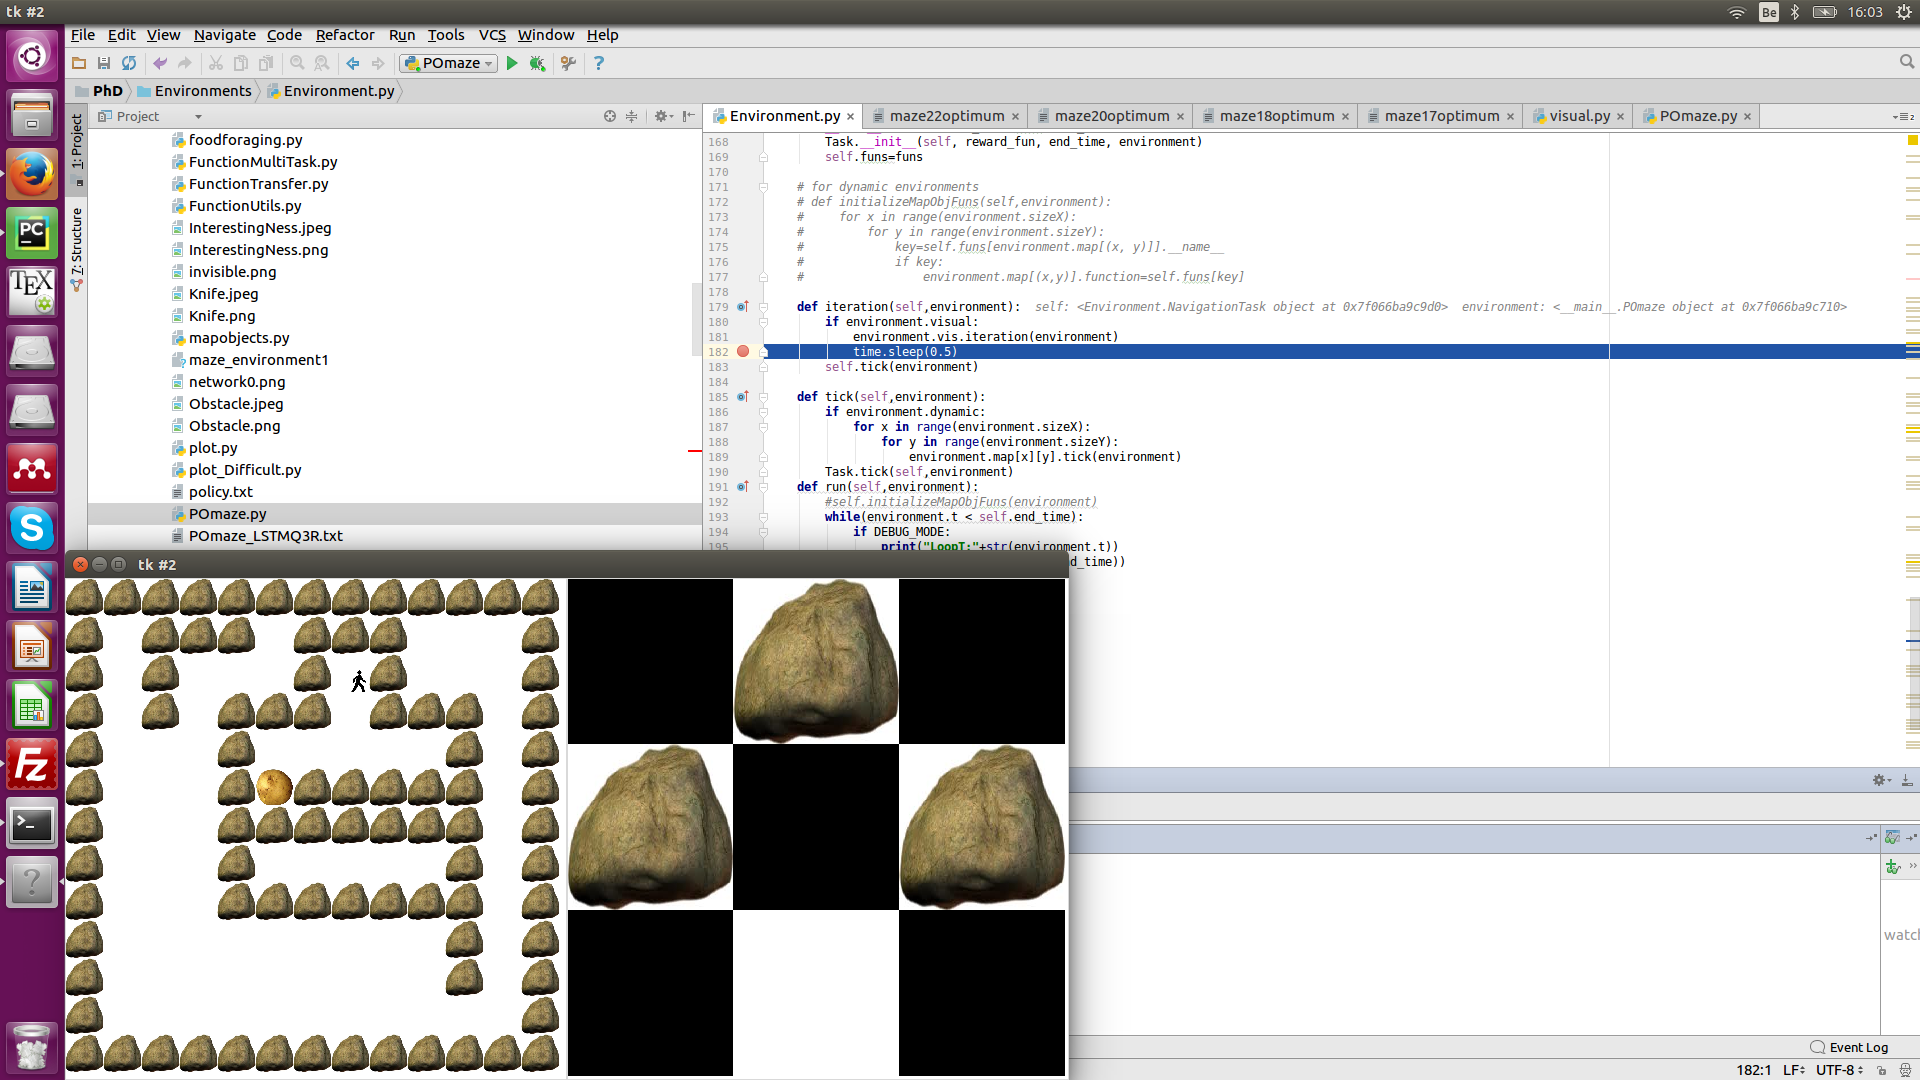 tk #2
Be
16:03
File Edit View Navigate Code Refactor Run Tools VCS Window Help
POmaze
PhD Environments Environment.py
Project
Environment.py maze22optimum maze20optimum maze18optimum maze17optimum visual.py POmaze.py
1: Project
7: Structure
foodforaging.py
FunctionMultiTask.py
FunctionTransfer.py
FunctionUtils.py
InterestingNess.jpeg
InterestingNess.png
invisible.png
Knife.jpeg
Knife.png
mapobjects.py
maze_environment1
network0.png
Obstacle.jpeg
Obstacle.png
plot.py
plot_Difficult.py
policy.txt
POmaze.py
POmaze_LSTMQ3R.txt
168 Task.__init__(self, reward_fun, end_time, environment)
169 self.funs=funs
170
171 # for dynamic environments
172 # def initializeMapObjFuns(self,environment):
173 # for x in range(environment.sizeX):
174 # for y in range(environment.sizeY):
175 # key=self.funs[environment.map[(x, y)]].__name__
176 # if key:
177 # environment.map[(x,y)].function=self.funs[key]
178
179 def iteration(self,environment): self: <Environment.NavigationTask object at 0x7f066ba9c9d0> environment: <__main__.POmaze object at 0x7f066ba9c710>
180 if environment.visual:
181 environment.vis.iteration(environment)
182 time.sleep(0.5)
183 self.tick(environment)
184
185 def tick(self,environment):
186 if environment.dynamic:
187 for x in range(environment.sizeX):
188 for y in range(environment.sizeY):
189 environment.map[x][y].tick(environment)
190 Task.tick(self,environment)
191 def run(self,environment):
192 #self.initializeMapObjFuns(environment)
193 while(environment.t < self.end_time):
194 if DEBUG_MODE:
195 print("LoopT:"+str(environment.t))
d_time))
tk #2
PC
TEX
S
Fz
watch
Event Log
182:1 LF UTF-8